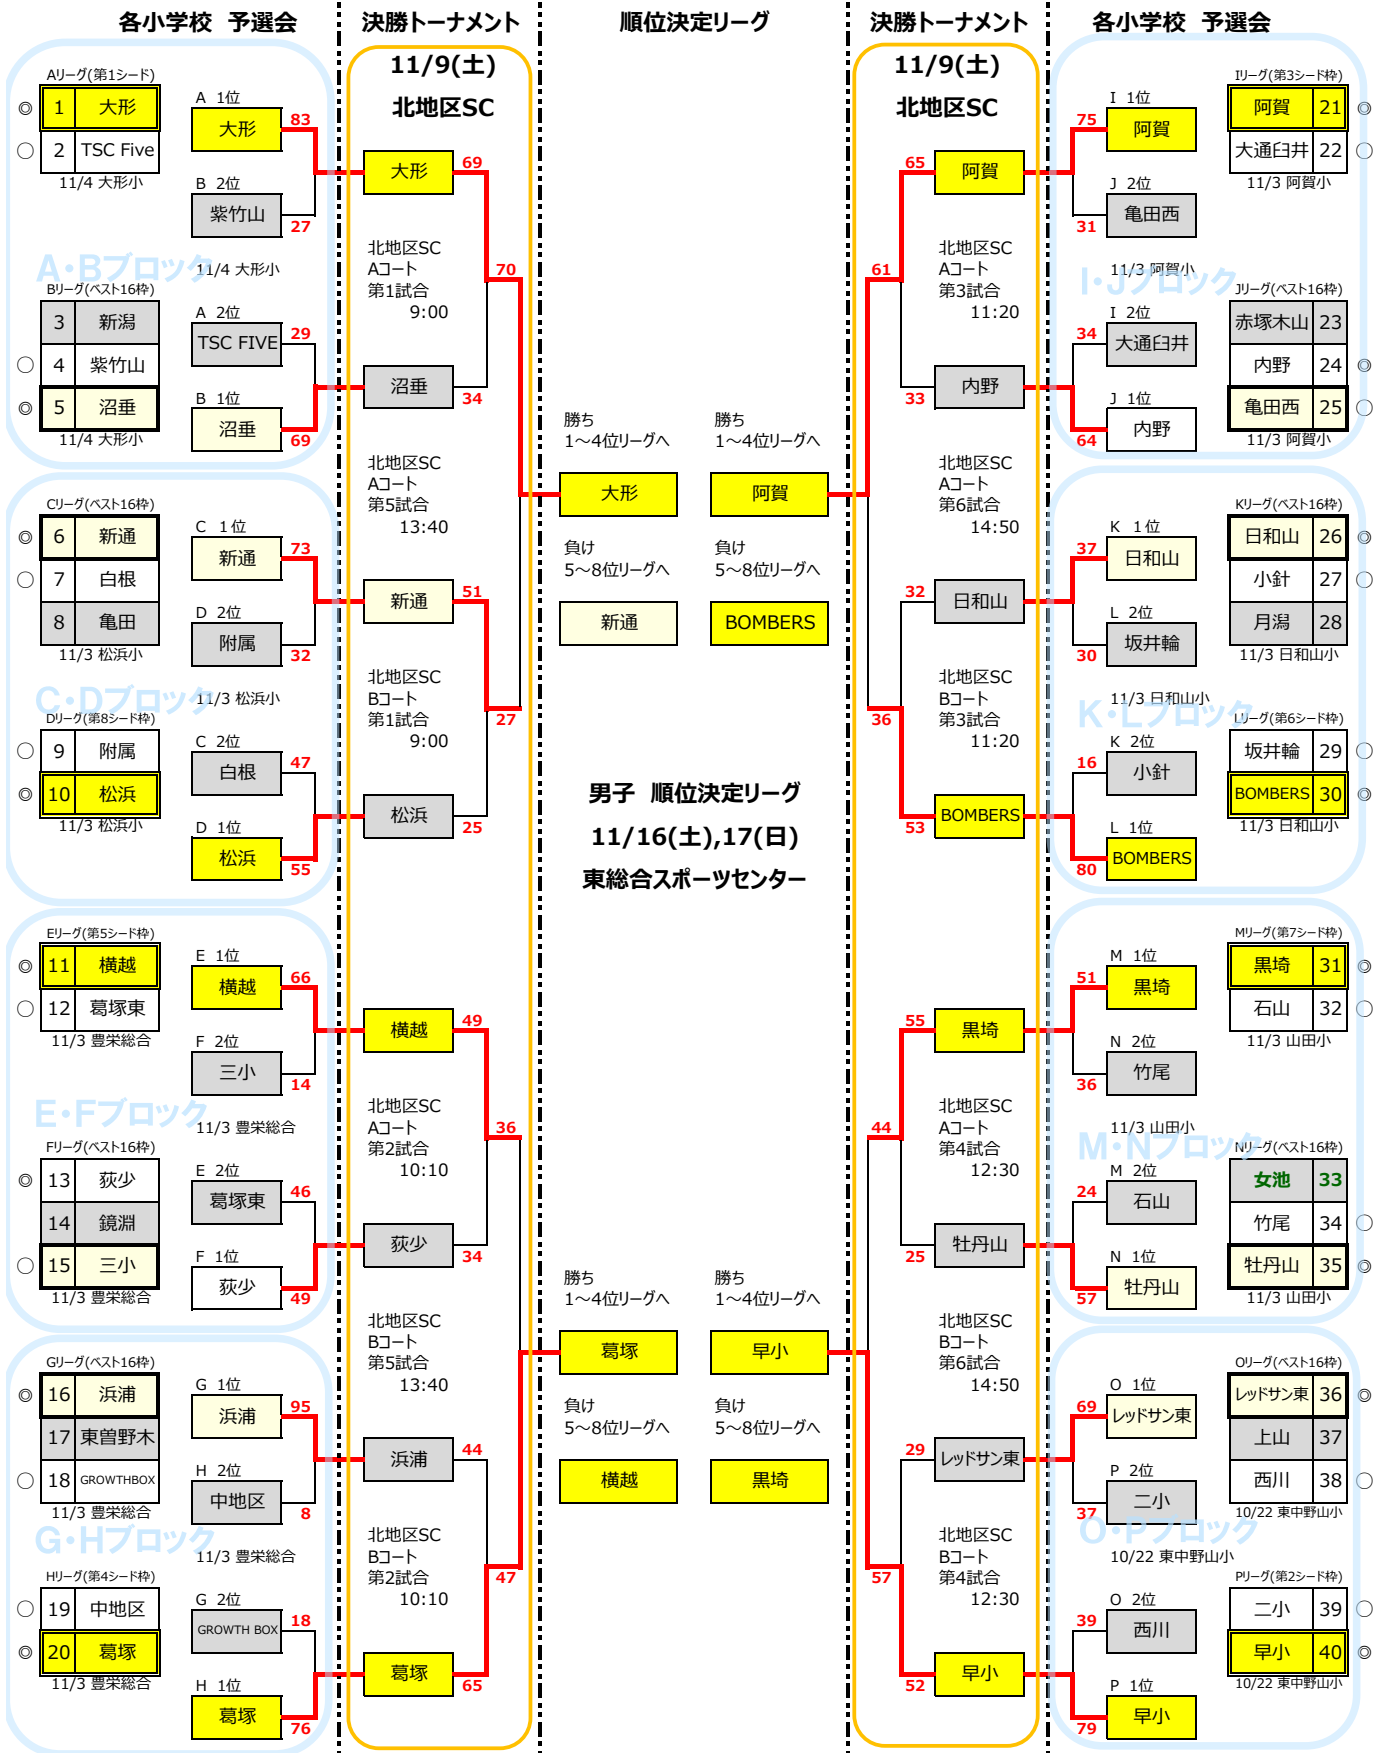 各小学校 予選会
決勝トーナメント
順位決定リーグ
決勝トーナメント
各小学校 予選会
11/9(土)
北地区SC
11/9(土)
北地区SC
Aリーグ(第1シード)
◎ 1 大形
○ 2 TSC Five
11/4 大形小
A 1位
大形 83
B 2位
紫竹山 27
A・Bブロック
11/4 大形小
Bリーグ(ベスト16枠)
3 新潟
○ 4 紫竹山
◎ 5 沼垂
11/4 大形小
A 2位
TSC FIVE 29
B 1位
沼垂 69
大形 69
北地区SC
Aコート
第1試合
9:00
70
沼垂 34
北地区SC
Aコート
第5試合
13:40
Cリーグ(ベスト16枠)
◎ 6 新通
○ 7 白根
8 亀田
11/3 松浜小
C 1位
新通 73
D 2位
附属 32
C・Dブロック
11/3 松浜小
Dリーグ(第8シード枠)
○ 9 附属
◎ 10 松浜
11/3 松浜小
C 2位
白根 47
D 1位
松浜 55
新通 51
北地区SC
Bコート
第1試合
9:00
27
松浜 25
Eリーグ(第5シード枠)
◎ 11 横越
○ 12 葛塚東
11/3 豊栄総合
E 1位
横越 66
F 2位
三小 14
E・Fブロック
11/3 豊栄総合
Fリーグ(ベスト16枠)
◎ 13 荻少
14 鏡淵
○ 15 三小
11/3 豊栄総合
E 2位
葛塚東 46
F 1位
荻少 49
横越 49
北地区SC
Aコート
第2試合
10:10
36
荻少 34
北地区SC
Bコート
第5試合
13:40
Gリーグ(ベスト16枠)
◎ 16 浜浦
17 東曽野木
○ 18 GROWTHBOX
11/3 豊栄総合
G 1位
浜浦 95
H 2位
中地区 8
G・Hブロック
11/3 豊栄総合
Hリーグ(第4シード枠)
○ 19 中地区
◎ 20 葛塚
11/3 豊栄総合
G 2位
GROWTH BOX 18
H 1位
葛塚 76
浜浦 44
北地区SC
Bコート
第2試合
10:10
47
葛塚 65
勝ち
1～4位リーグへ
大形
負け
5～8位リーグへ
新通
勝ち
1～4位リーグへ
阿賀
負け
5～8位リーグへ
BOMBERS
男子 順位決定リーグ
11/16(土),17(日)
東総合スポーツセンター
勝ち
1～4位リーグへ
葛塚
負け
5～8位リーグへ
横越
勝ち
1～4位リーグへ
早小
負け
5～8位リーグへ
黒埼
65 阿賀
北地区SC
Aコート
第3試合
11:20
61
33 内野
北地区SC
Aコート
第6試合
14:50
32 日和山
北地区SC
Bコート
第3試合
11:20
36
53 BOMBERS
55 黒埼
北地区SC
Aコート
第4試合
12:30
44
25 牡丹山
北地区SC
Bコート
第6試合
14:50
29 レッドサン東
北地区SC
Bコート
第4試合
12:30
57
52 早小
I 1位
75 阿賀
J 2位
31 亀田西
11/3 阿賀小
I・Jブロック
I 2位
34 大通臼井
J 1位
64 内野
Iリーグ(第3シード枠)
阿賀 21 ◎
大通臼井 22 ○
11/3 阿賀小
Jリーグ(ベスト16枠)
赤塚木山 23
内野 24 ◎
亀田西 25 ○
11/3 阿賀小
K 1位
37 日和山
L 2位
30 坂井輪
11/3 日和山小
K・Lブロック
K 2位
16 小針
L 1位
80 BOMBERS
Kリーグ(ベスト16枠)
日和山 26 ◎
小針 27 ○
月潟 28
11/3 日和山小
Lリーグ(第6シード枠)
坂井輪 29 ○
BOMBERS 30 ◎
11/3 日和山小
M 1位
51 黒埼
N 2位
36 竹尾
11/3 山田小
M・Nブロック
M 2位
24 石山
N 1位
57 牡丹山
Mリーグ(第7シード枠)
黒埼 31 ◎
石山 32 ○
11/3 山田小
Nリーグ(ベスト16枠)
女池 33
竹尾 34 ○
牡丹山 35 ◎
11/3 山田小
O 1位
69 レッドサン東
P 2位
37 二小
O・Pブロック
10/22 東中野山小
O 2位
39 西川
P 1位
79 早小
Oリーグ(ベスト16枠)
レッドサン東 36 ◎
上山 37
西川 38 ○
10/22 東中野山小
Pリーグ(第2シード枠)
二小 39 ○
早小 40 ◎
10/22 東中野山小